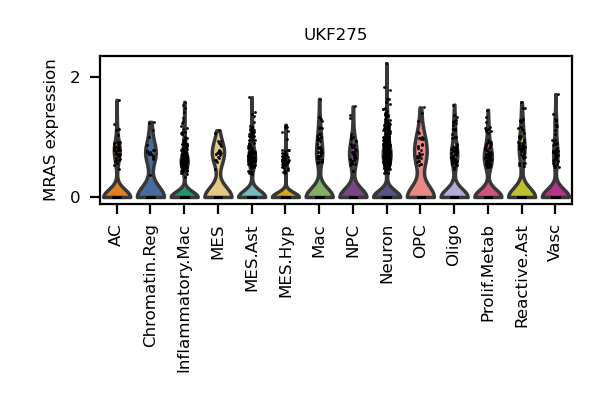 UKF275
MRAS expression
2
0
AC
Chromatin.Reg
Inflammatory.Mac
MES
MES.Ast
MES.Hyp
Mac
NPC
Neuron
OPC
Oligo
Prolif.Metab
Reactive.Ast
Vasc